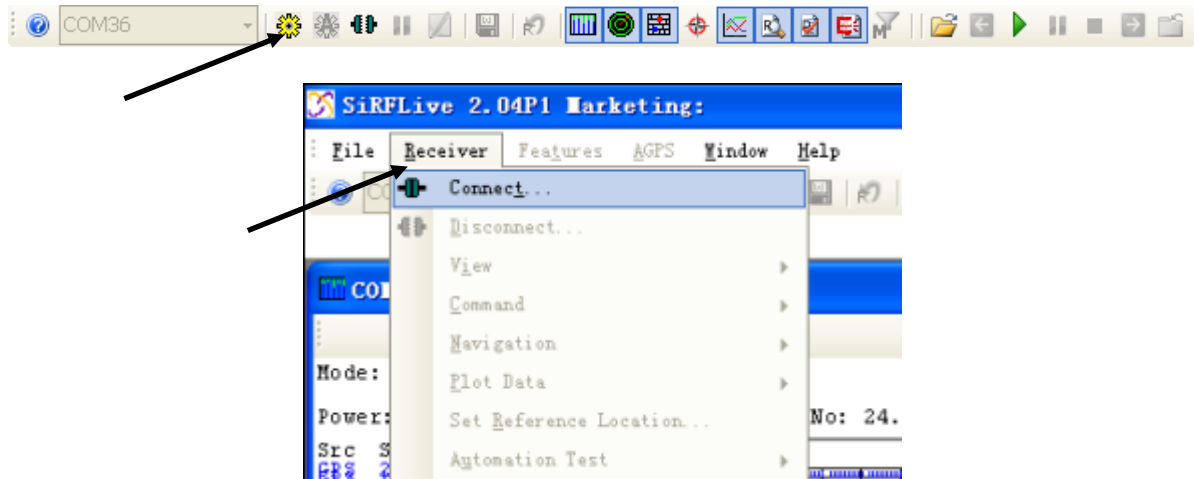 COM36
SiRFLive 2.04P1 Marketing:
File Receiver Features AGPS Window Help
Connect...
Disconnect...
View
COM
Command
Navigation
Mode:
Plot Data
Power:
Set Reference Location...
No: 24.
Src S
Automation Test